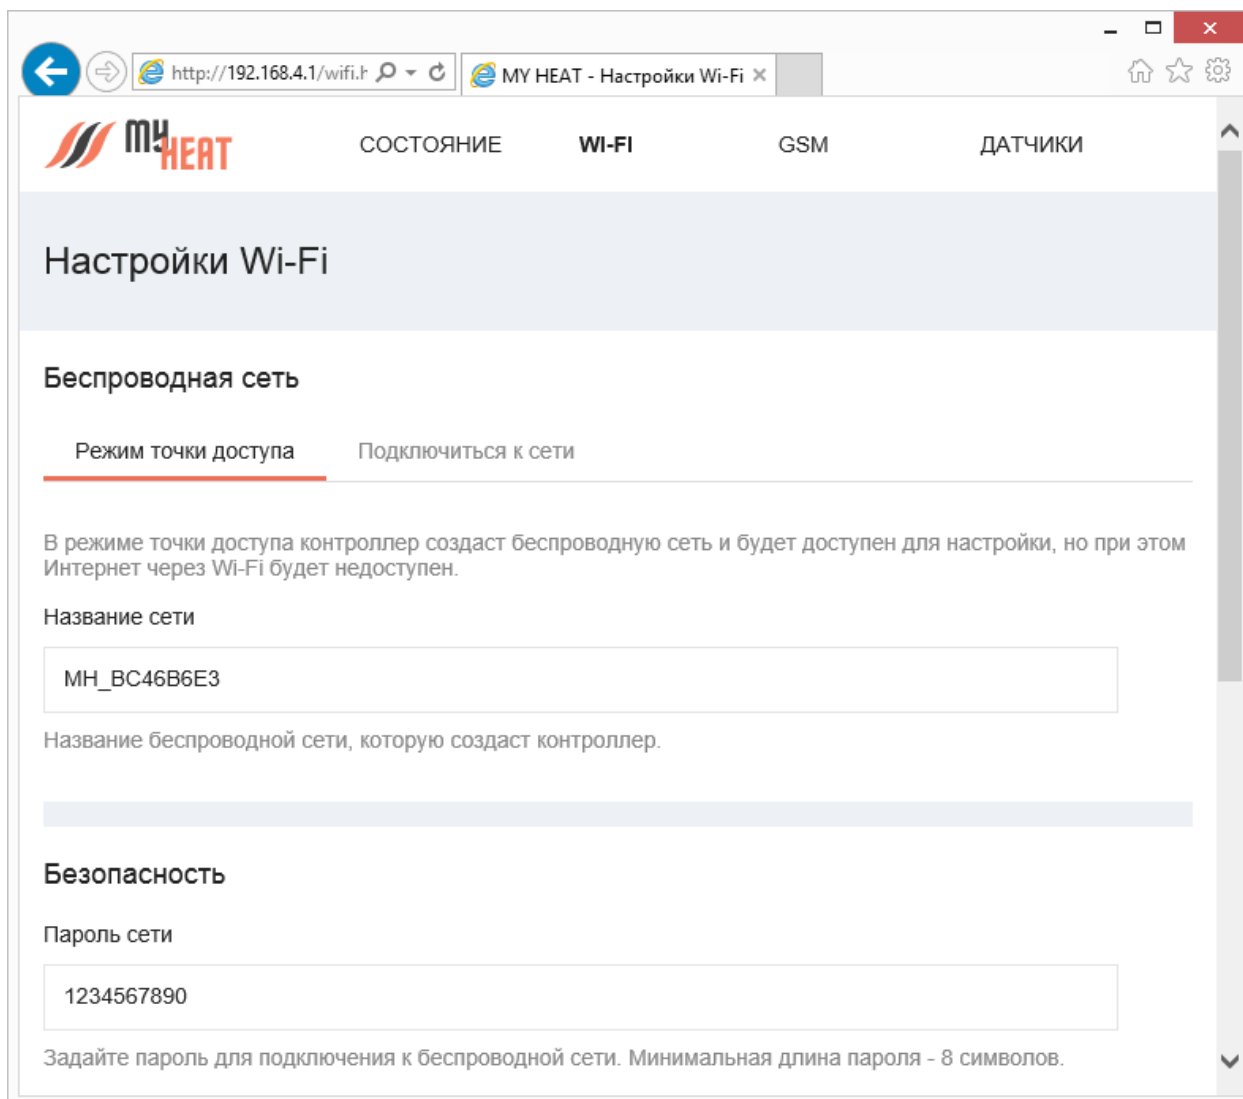 http://192.168.4.1/wifi.h
MY HEAT - Настройки Wi-Fi
MY HEAT
СОСТОЯНИЕ WI-FI GSM ДАТЧИКИ
Настройки Wi-Fi
Беспроводная сеть
Режим точки доступа Подключиться к сети
В режиме точки доступа контроллер создаст беспроводную сеть и будет доступен для настройки, но при этом
Интернет через Wi-Fi будет недоступен.
Название сети
MH_BC46B6E3
Название беспроводной сети, которую создаст контроллер.
Безопасность
Пароль сети
1234567890
Задайте пароль для подключения к беспроводной сети. Минимальная длина пароля - 8 символов.